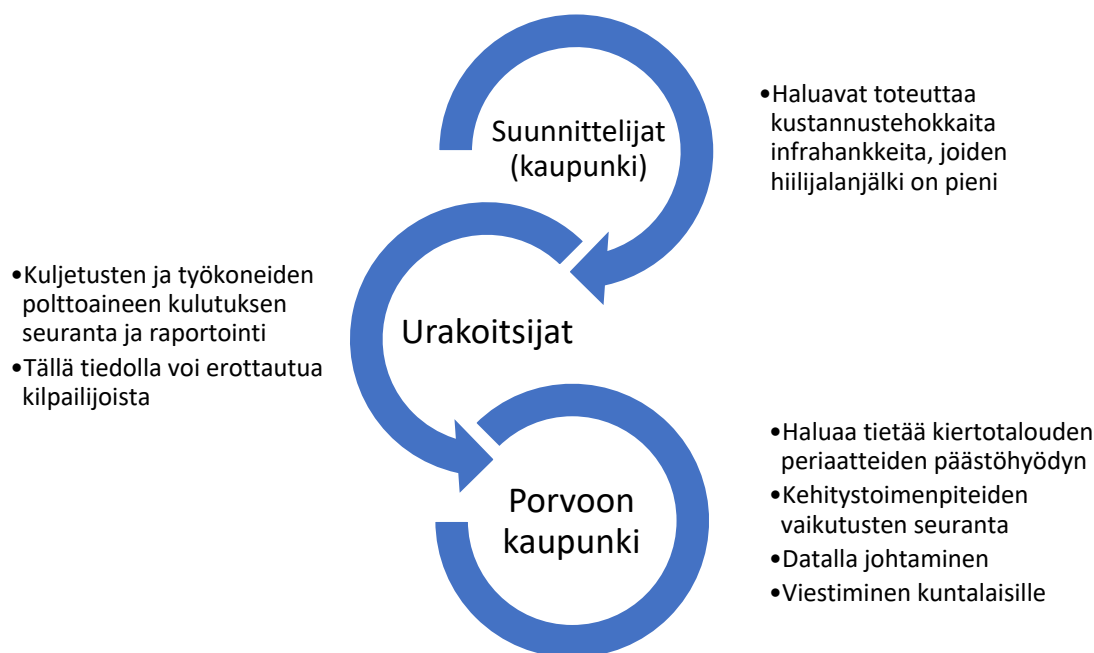 Suunnittelijat
(kaupunki)
•Haluavat toteuttaa
kustannustehokkaita
infrahankkeita, joiden
hiilijalanjälki on pieni
•Kuljetusten ja työkoneiden
polttoaineen kulutuksen
seuranta ja raportointi
•Tällä tiedolla voi erottautua
kilpailijoista
Urakoitsijat
Porvoon
kaupunki
•Haluaa tietää kiertotalouden
periaatteiden päästöhyödyn
•Kehitystoimenpiteiden
vaikutusten seuranta
•Datalla johtaminen
•Viestiminen kuntalaisille